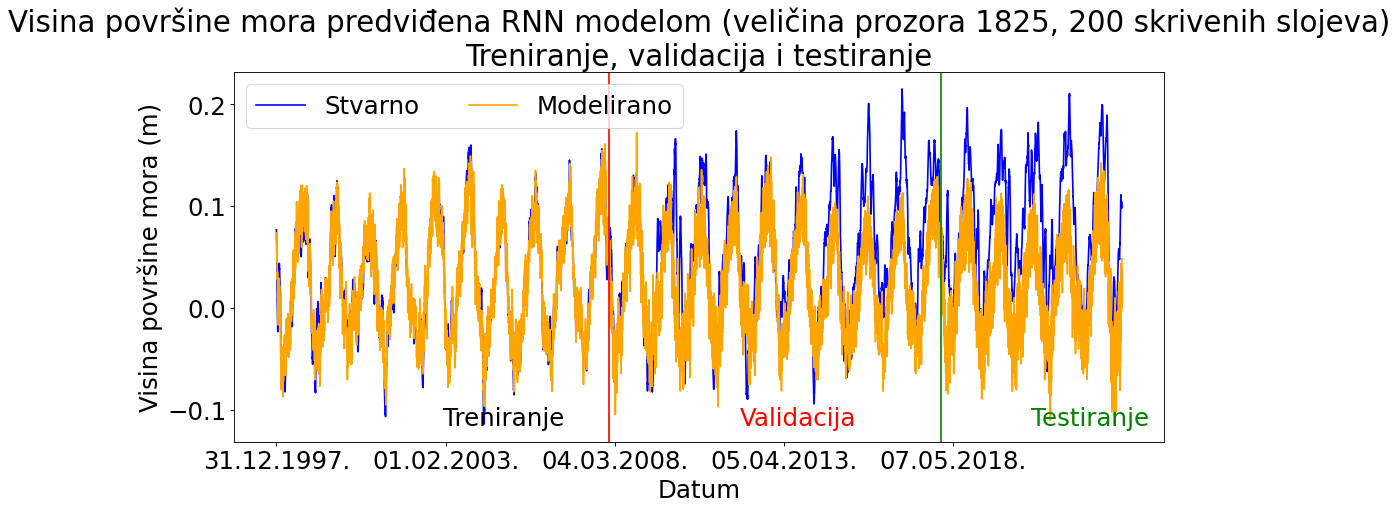 Visina površine mora predviđena RNN modelom (veličina prozora 1825, 200 skrivenih slojeva)
Treniranje, validacija i testiranje
Stvarno
Modelirano
Visina površine mora (m)
0.2
0.1
0.0
−0.1
Treniranje
Validacija
Testiranje
31.12.1997.
01.02.2003.
04.03.2008.
05.04.2013.
07.05.2018.
Datum